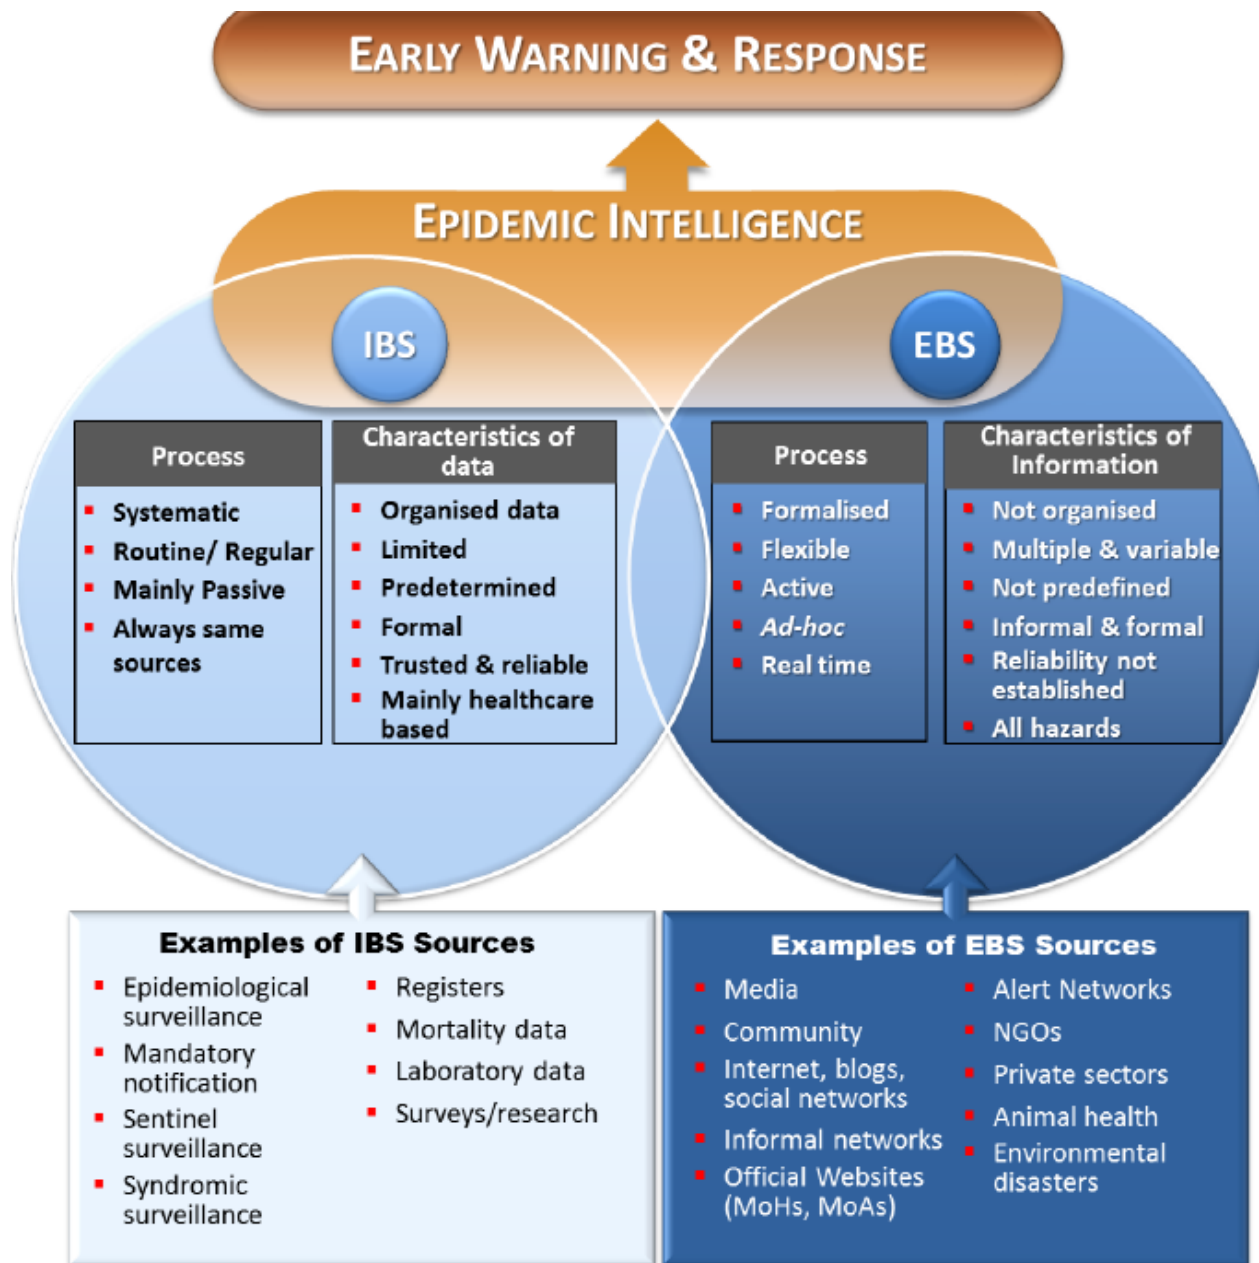 EARLY WARNING & RESPONSE
EPIDEMIC INTELLIGENCE
IBS
Process
Systematic
Routine/ Regular
Mainly Passive
Always same
sources
Characteristics of
data
Organised data
Limited
Predetermined
Formal
Trusted & reliable
Mainly healthcare
based
EBS
Process
Formalised
Flexible
Active
Ad-hoc
Real time
Characteristics of
Information
Not organised
Multiple & variable
Not predefined
Informal & formal
Reliability not
established
All hazards
Examples of IBS Sources
Epidemiological
surveillance
Mandatory
notification
Sentinel
surveillance
Syndromic
surveillance
Registers
Mortality data
Laboratory data
Surveys/research
Examples of EBS Sources
Media
Community
Internet, blogs,
social networks
Informal networks
Official Websites
(MoHs, MoAs)
Alert Networks
NGOs
Private sectors
Animal health
Environmental
disasters